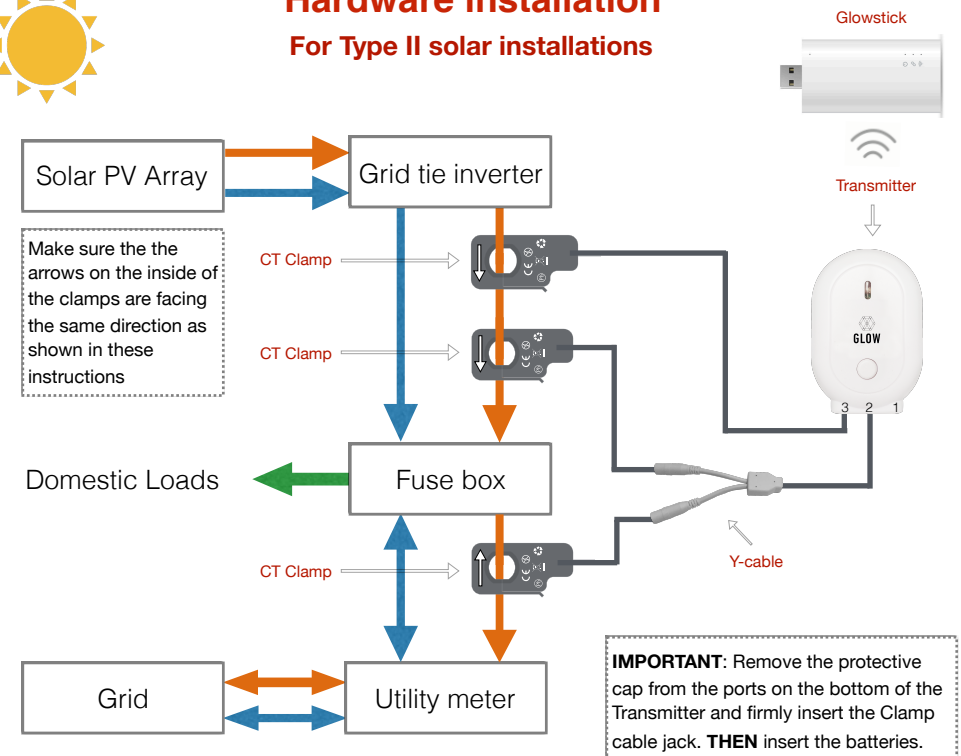 Hardware Installation
For Type II solar installations
Glowstick
Solar PV Array
Grid tie inverter
Transmitter
Make sure the the
arrows on the inside of
the clamps are facing
the same direction as
shown in these
instructions
CT Clamp
CT Clamp
GLOW
3 2 1
Domestic Loads
Fuse box
Y-cable
CT Clamp
Grid
Utility meter
IMPORTANT: Remove the protective
cap from the ports on the bottom of the
Transmitter and firmly insert the Clamp
cable jack. THEN insert the batteries.